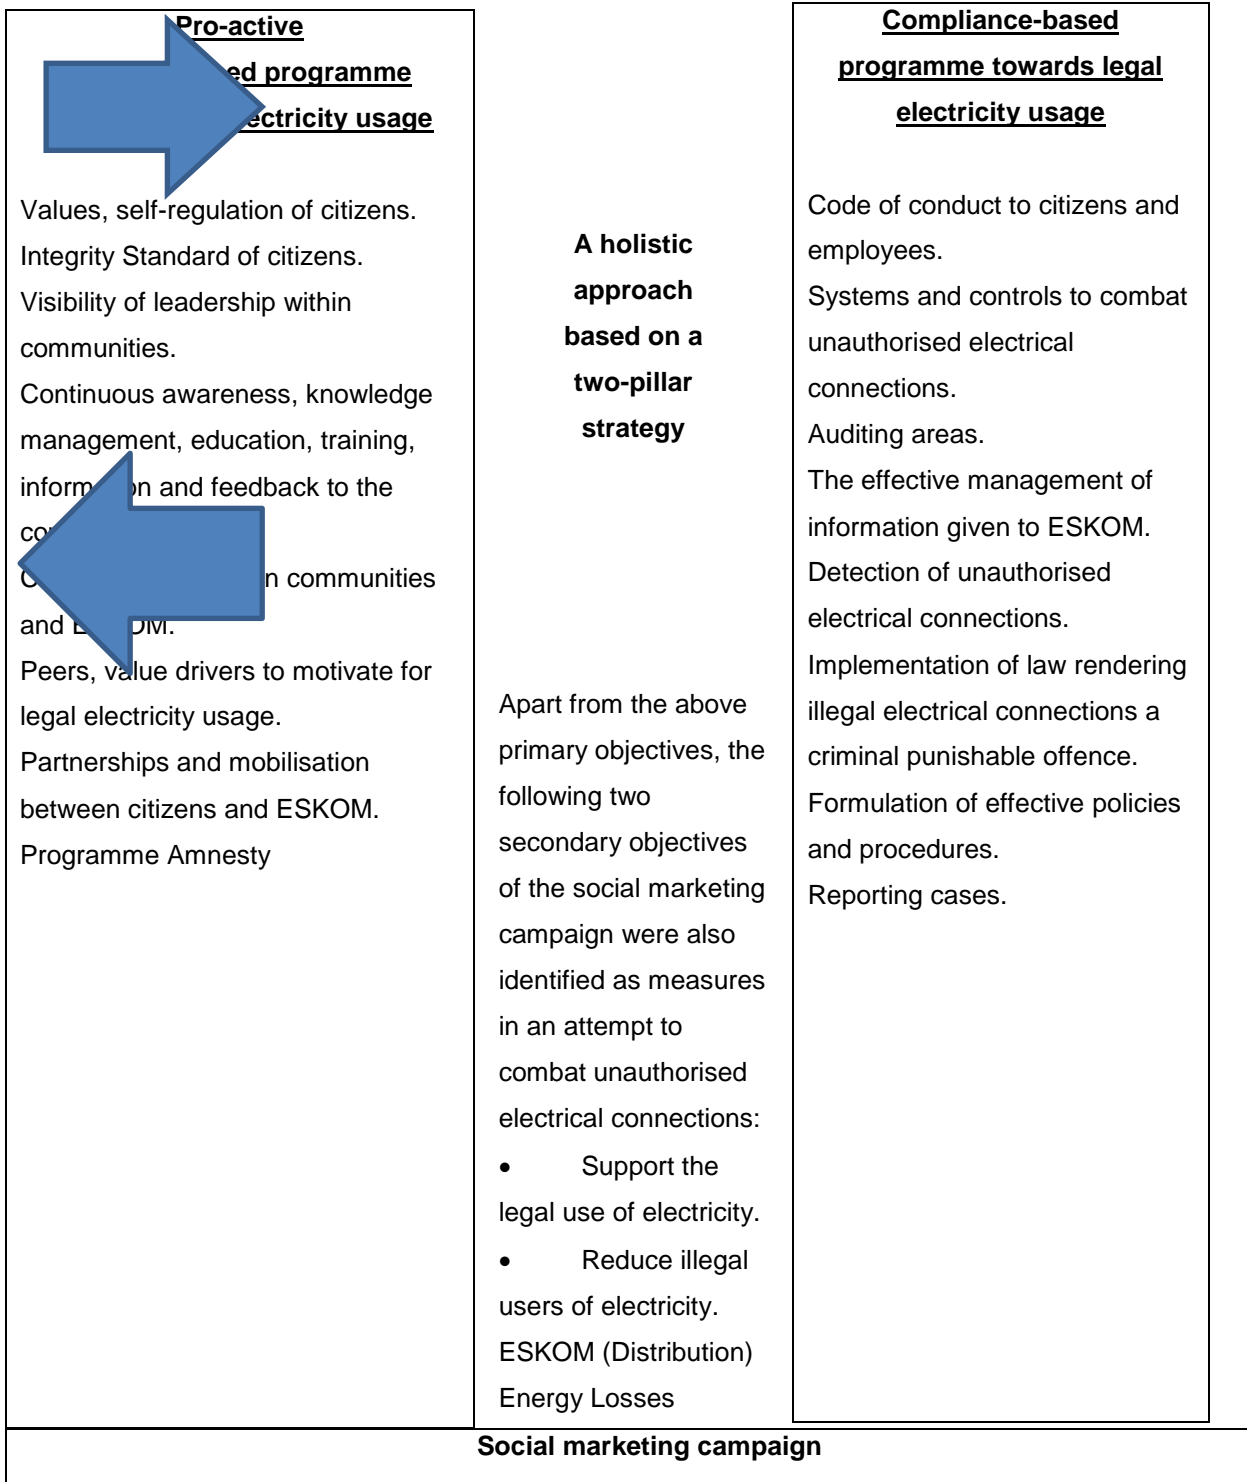 Pro-active
ed programme
ectricity usage
Values, self-regulation of citizens.
Integrity Standard of citizens.
Visibility of leadership within
communities.
Continuous awareness, knowledge
management, education, training,
and feedback to the
communities
and
Peers, value drivers to motivate for
legal electricity usage.
Partnerships and mobilisation
between citizens and ESKOM.
Programme Amnesty
A holistic
approach
based on a
two-pillar
strategy
Apart from the above
primary objectives, the
following two
secondary objectives
of the social marketing
campaign were also
identified as measures
in an attempt to
combat unauthorised
electrical connections:
• Support the
legal use of electricity.
• Reduce illegal
users of electricity.
ESKOM (Distribution)
Energy Losses
Compliance-based
programme towards legal
electricity usage
Code of conduct to citizens and
employees.
Systems and controls to combat
unauthorised electrical
connections.
Auditing areas.
The effective management of
information given to ESKOM.
Detection of unauthorised
electrical connections.
Implementation of law rendering
illegal electrical connections a
criminal punishable offence.
Formulation of effective policies
and procedures.
Reporting cases.
Social marketing campaign